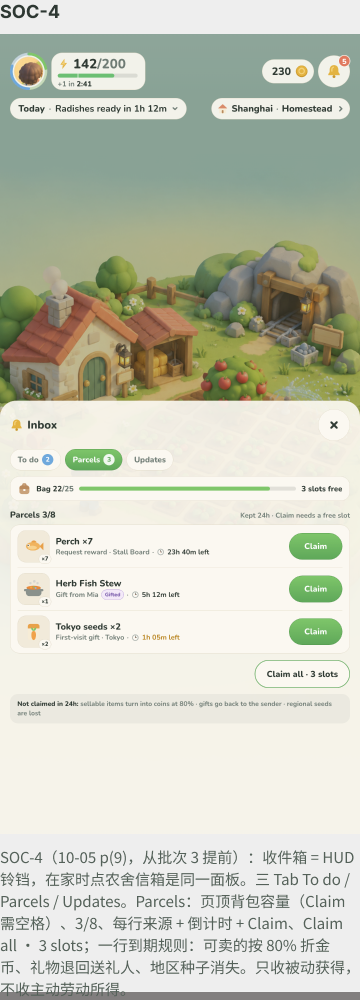 SOC-4
142/200
+1 in 2:41
230
5
Today · Radishes ready in 1h 12m
Shanghai · Homestead
Inbox
To do 2
Parcels 3
Updates
Bag 22/25
3 slots free
Parcels 3/8
Kept 24h · Claim needs a free slot
Perch ×7
Request reward · Stall Board · 23h 40m left
×7
Claim
Herb Fish Stew
Gift from Mia Gifted · 5h 12m left
×1
Claim
Tokyo seeds ×2
First-visit gift · Tokyo · 1h 05m left
×2
Claim
Claim all · 3 slots
Not claimed in 24h: sellable items turn into coins at 80% · gifts go back to the sender · regional seeds
are lost
SOC-4（10-05 p(9)，从批次 3 提前）：收件箱 = HUD
铃铛，在家时点农舍信箱是同一面板。三 Tab To do /
Parcels / Updates。Parcels：页顶背包容量（Claim
需空格）、3/8、每行来源 + 倒计时 + Claim、Claim
all · 3 slots；一行到期规则：可卖的按 80% 折金
币、礼物退回送礼人、地区种子消失。只收被动获得，
不收主动劳动所得。